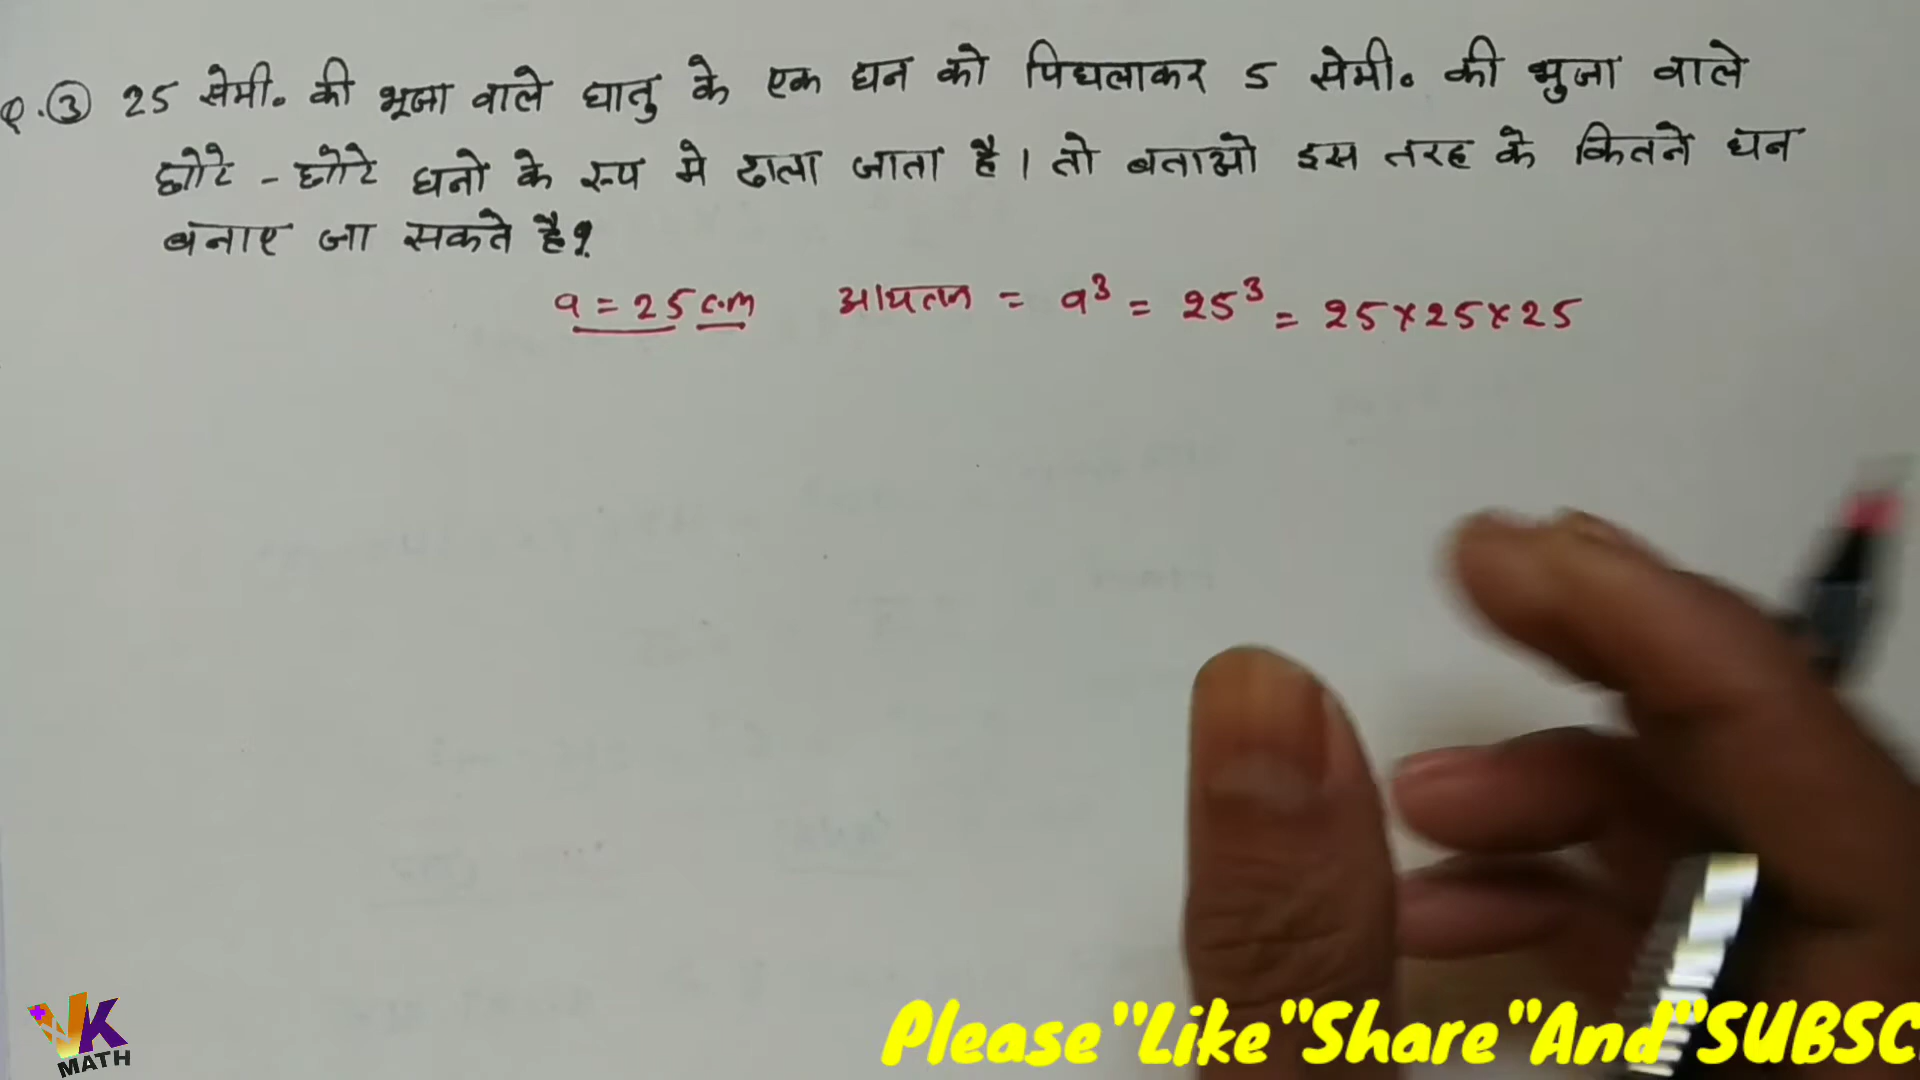 Q.③ 25 सेमी. की भूजा वाले धातु के एक घन को पिघलाकर 5 सेमी. की भुजा वाले
छोटे - छोटे घनो के रूप मे ढाला जाता है। तो बताओ इस तरह के कितने घन
बनाए जा सकते है?
a = 25 c.m आयतन = a³ = 25³ = 25×25×25
VK
MATH
Please"Like"Share"And"SUBSC